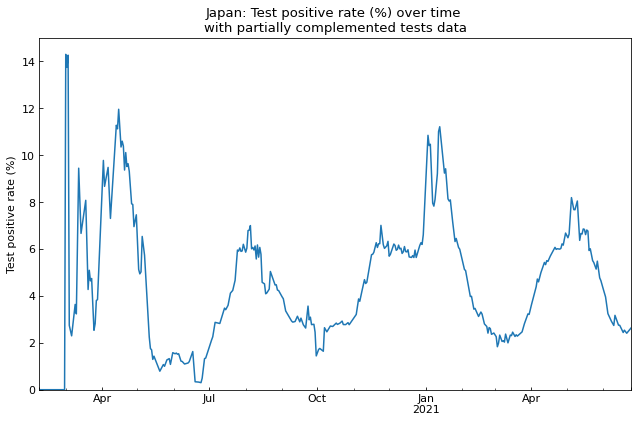 Japan: Test positive rate (%) over time
with partially complemented tests data
Test positive rate (%)
14
12
10
8
6
4
2
0
Apr
Jul
Oct
Jan
2021
Apr